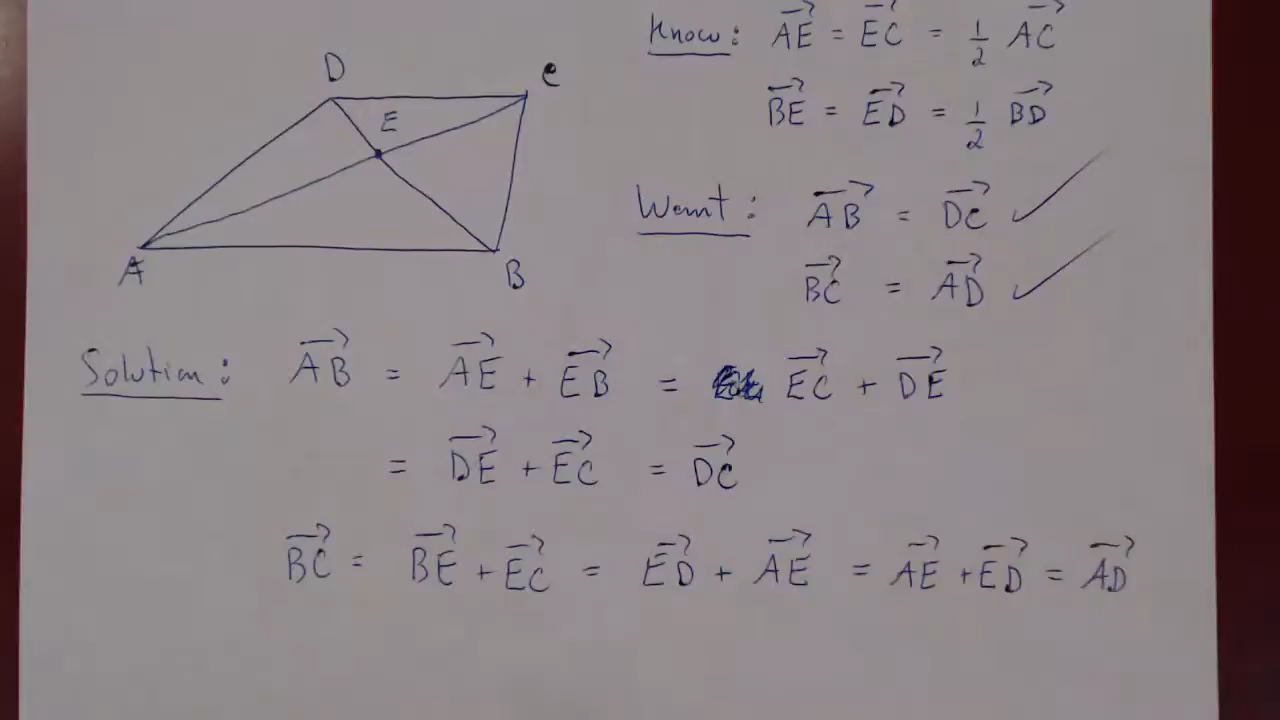 Know: →AE = →EC = 1/2 →AC
→BE = →ED = 1/2 →BD
D
C
E
A
B
Want: →AB = →DC ✓
→BC = →AD ✓
Solution: →AB = →AE + →EB = →EC + →DE
= →DE + →EC = →DC
→BC = →BE + →EC = →ED + →AE = →AE + →ED = →AD